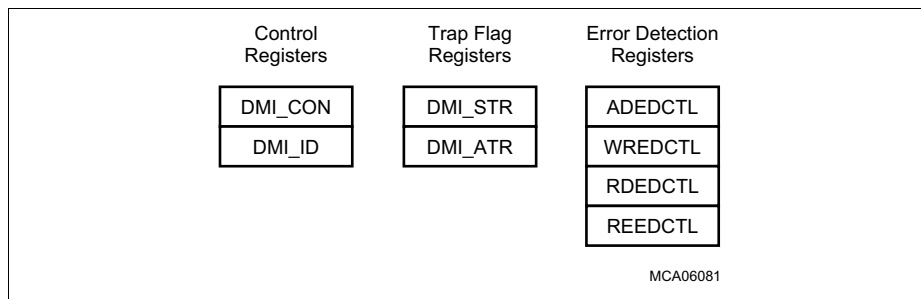 Control Registers
Trap Flag Registers
Error Detection Registers
DMI_CON
DMI_ID
DMI_STR
DMI_ATR
ADEDCTL
WREDCTL
RDEDCTL
REEDCTL
MCA06081